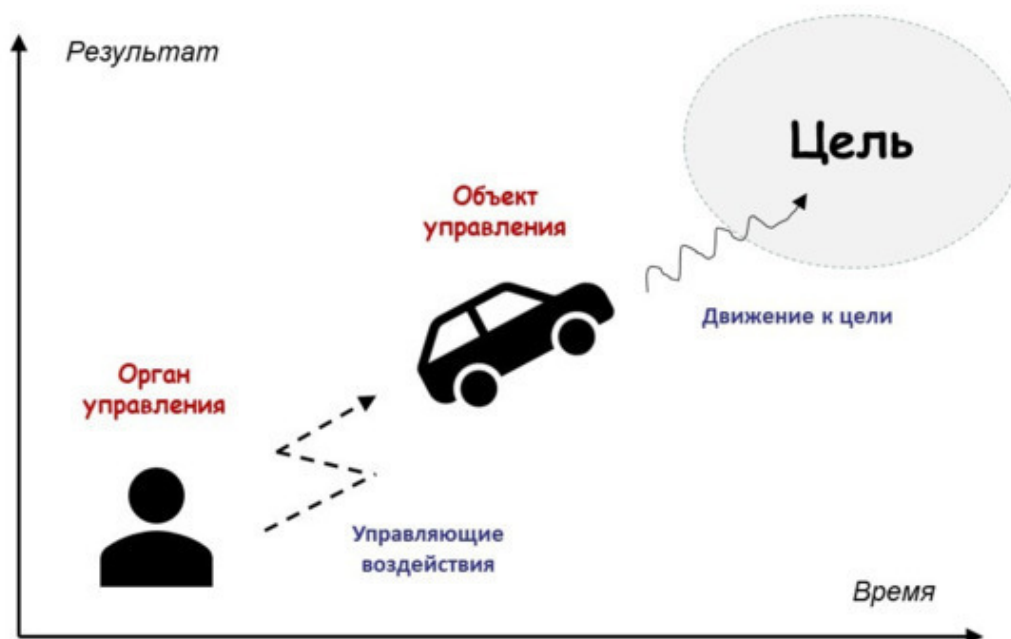 Результат
Цель
Объект
управления
Движение к цели
Орган
управления
Управляющие
воздействия
Время